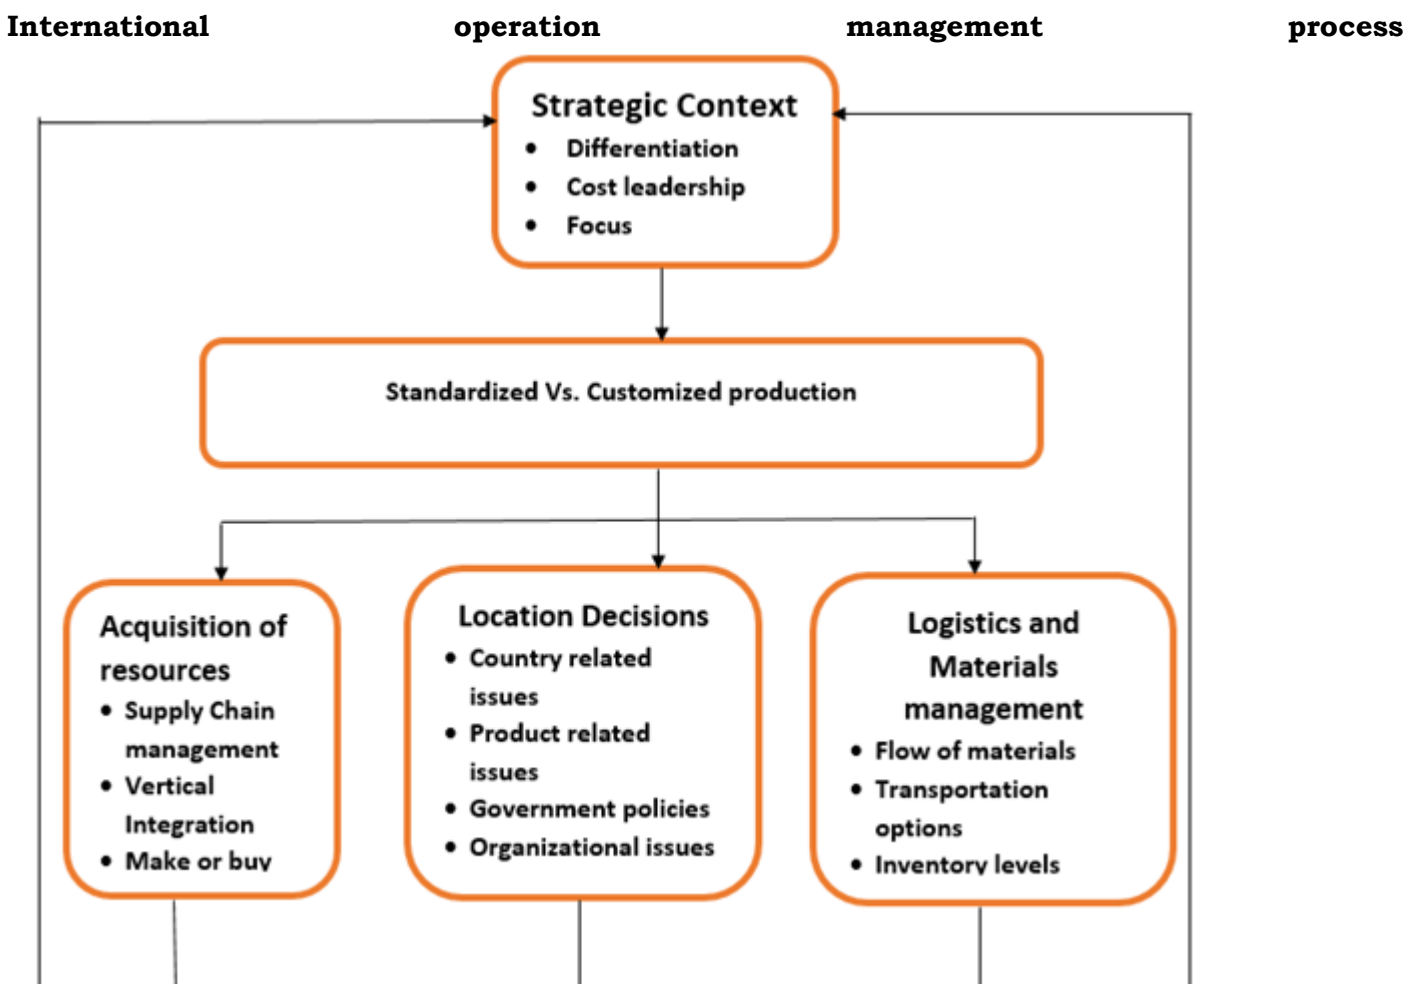 International operation management process
Strategic Context
• Differentiation
• Cost leadership
• Focus
Standardized Vs. Customized production
Acquisition of
resources
• Supply Chain
management
• Vertical
Integration
• Make or buy
Location Decisions
• Country related
issues
• Product related
issues
• Government policies
• Organizational issues
Logistics and
Materials
management
• Flow of materials
• Transportation
options
• Inventory levels